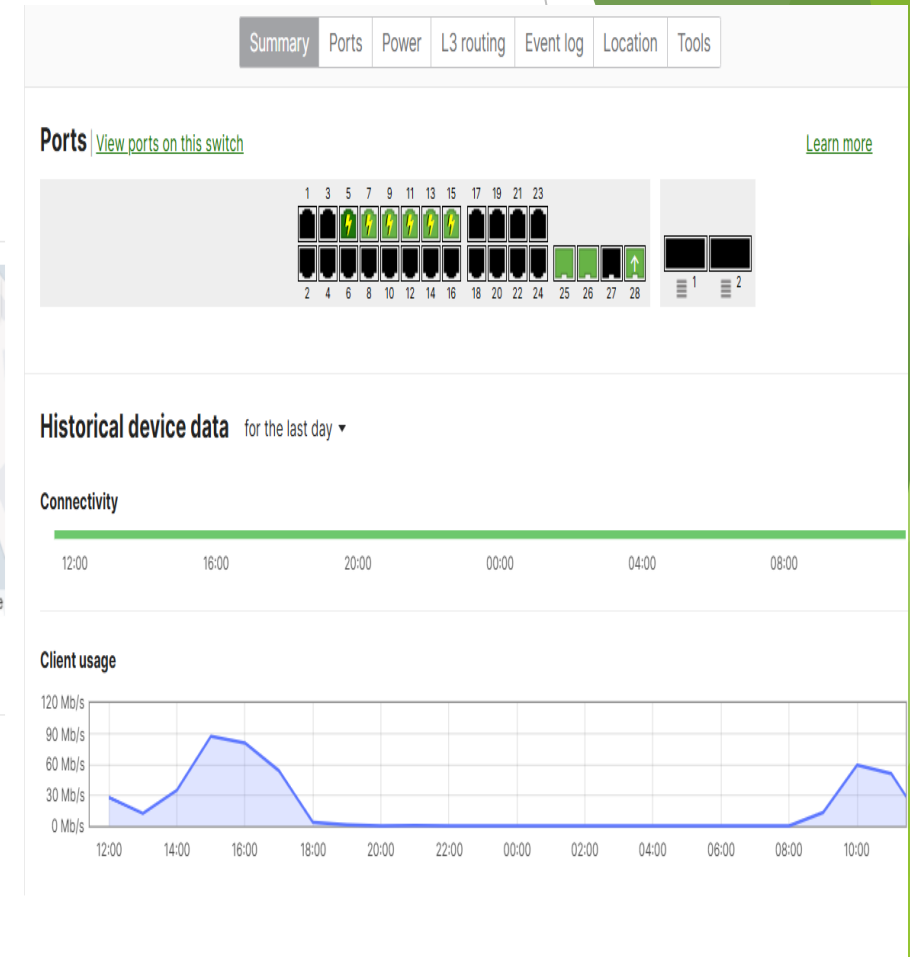 Summary Ports Power L3 routing Event log Location Tools
Ports View ports on this switch Learn more
1 3 5 7 9 11 13 15 17 19 21 23
2 4 6 8 10 12 14 16 18 20 22 24 25 26 27 28 1 2
Historical device data for the last day
Connectivity
12:00 16:00 20:00 00:00 04:00 08:00
Client usage
120 Mb/s
90 Mb/s
60 Mb/s
30 Mb/s
0 Mb/s
12:00 14:00 16:00 18:00 20:00 22:00 00:00 02:00 04:00 06:00 08:00 10:00